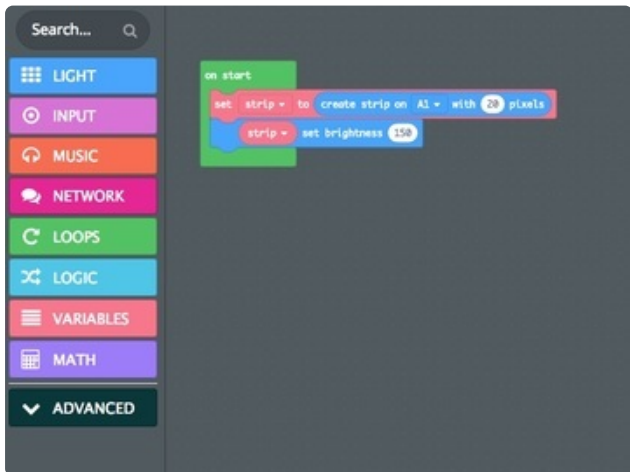 Search...
LIGHT
INPUT
MUSIC
NETWORK
LOOPS
LOGIC
VARIABLES
MATH
ADVANCED
on start
set strip to create strip on A1 with 20 pixels
strip set brightness 150